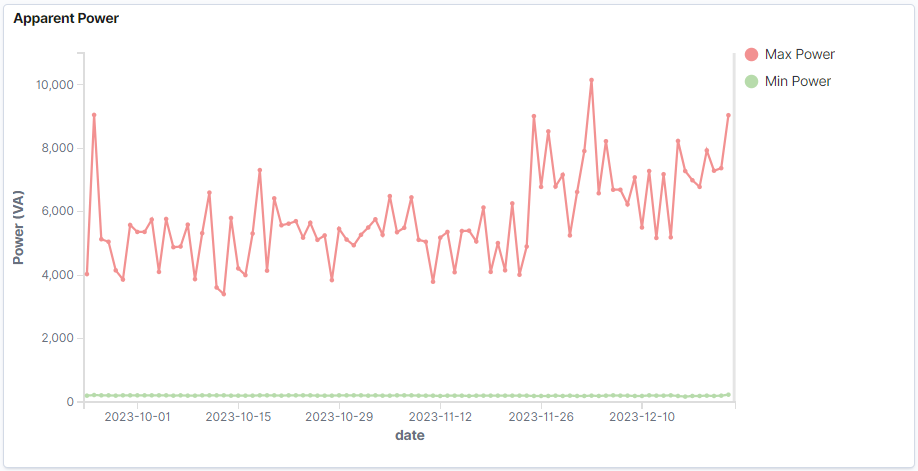 Apparent Power
Max Power
Min Power
10,000
8,000
6,000
4,000
2,000
0
Power (VA)
2023-10-01 2023-10-15 2023-10-29 2023-11-12 2023-11-26 2023-12-10
date